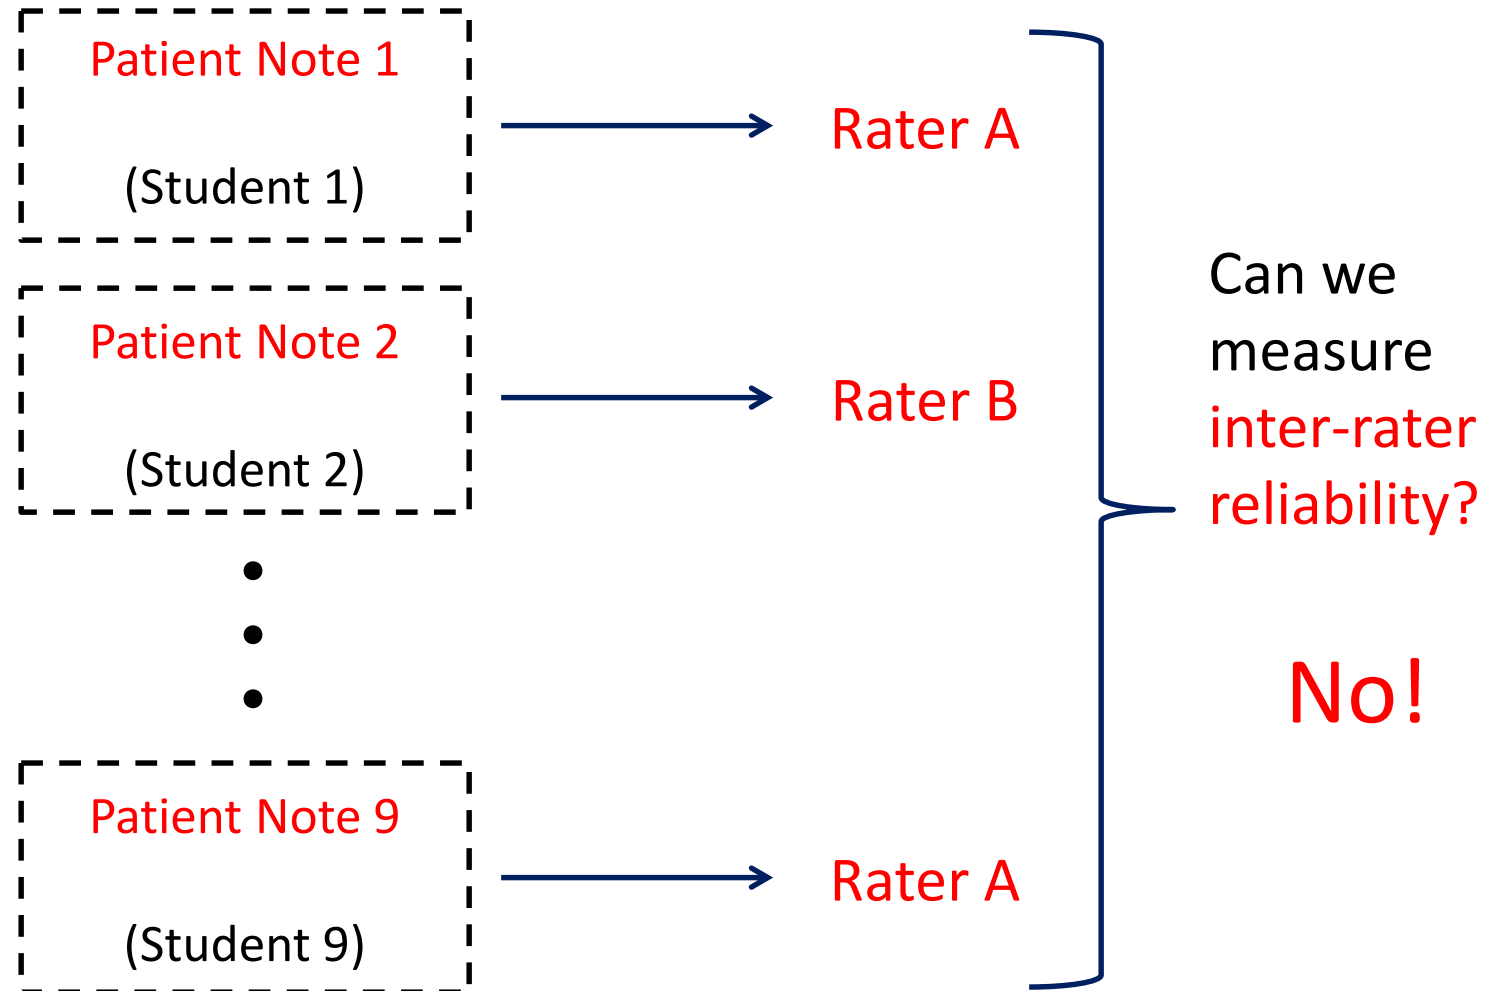 Patient Note 1
(Student 1)
Rater A
Patient Note 2
(Student 2)
Rater B
Patient Note 9
(Student 9)
Rater A
Can we
measure
inter-rater
reliability?
No!